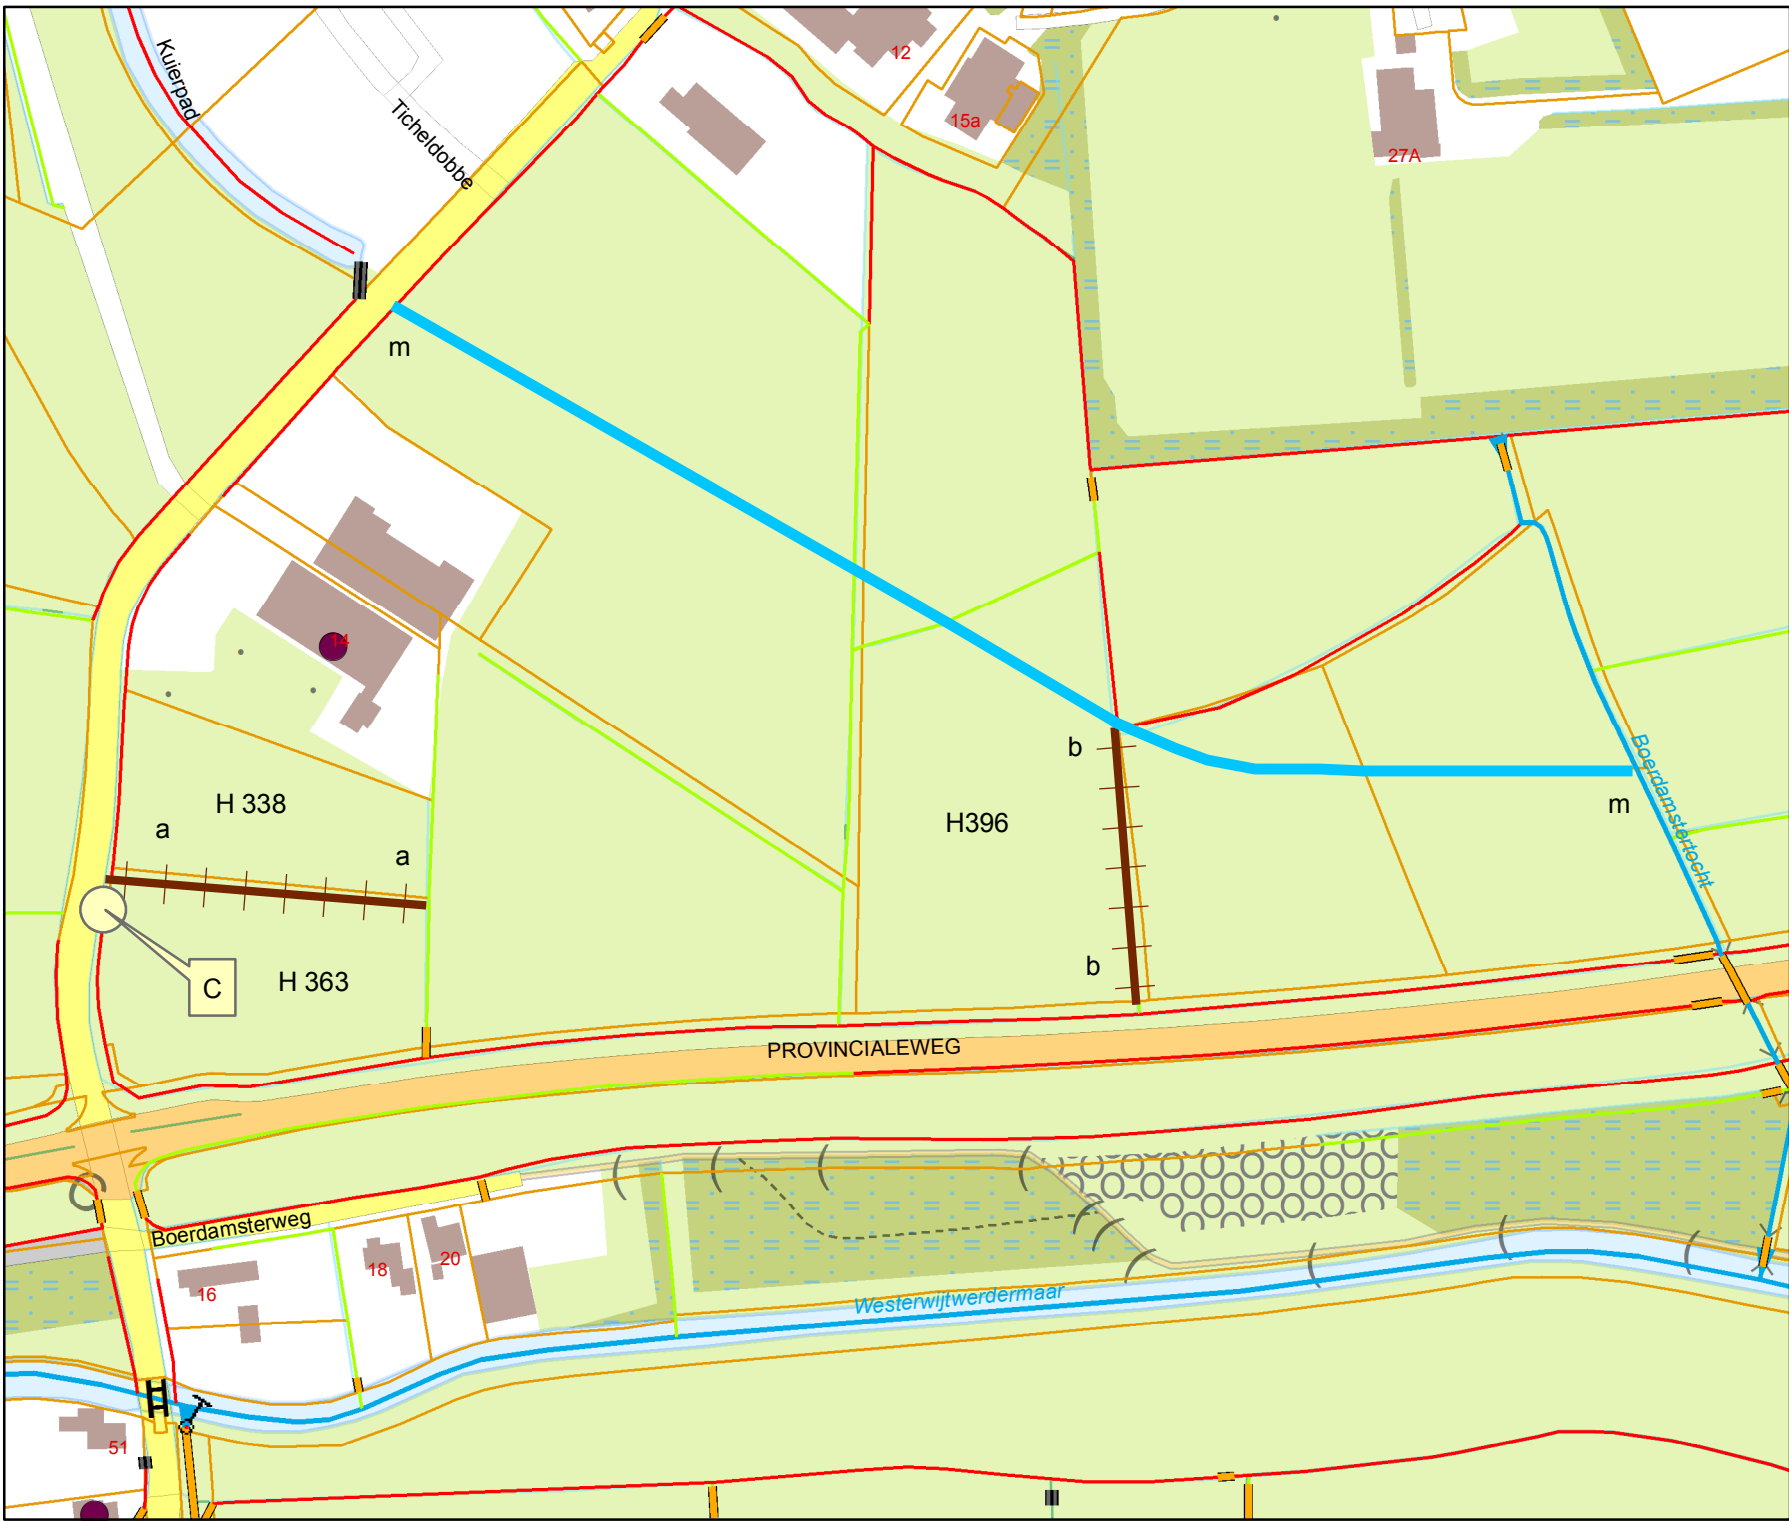 12
Kuierpad
15a
Ticheldobbe
27A
m
14
b
Boerdamstertocht
H 338
m
a
H396
a
b
H 363
C
PROVINCIALEWEG
Boerdamsterweg
20
18
16
Westerwijtwerdermaar
51